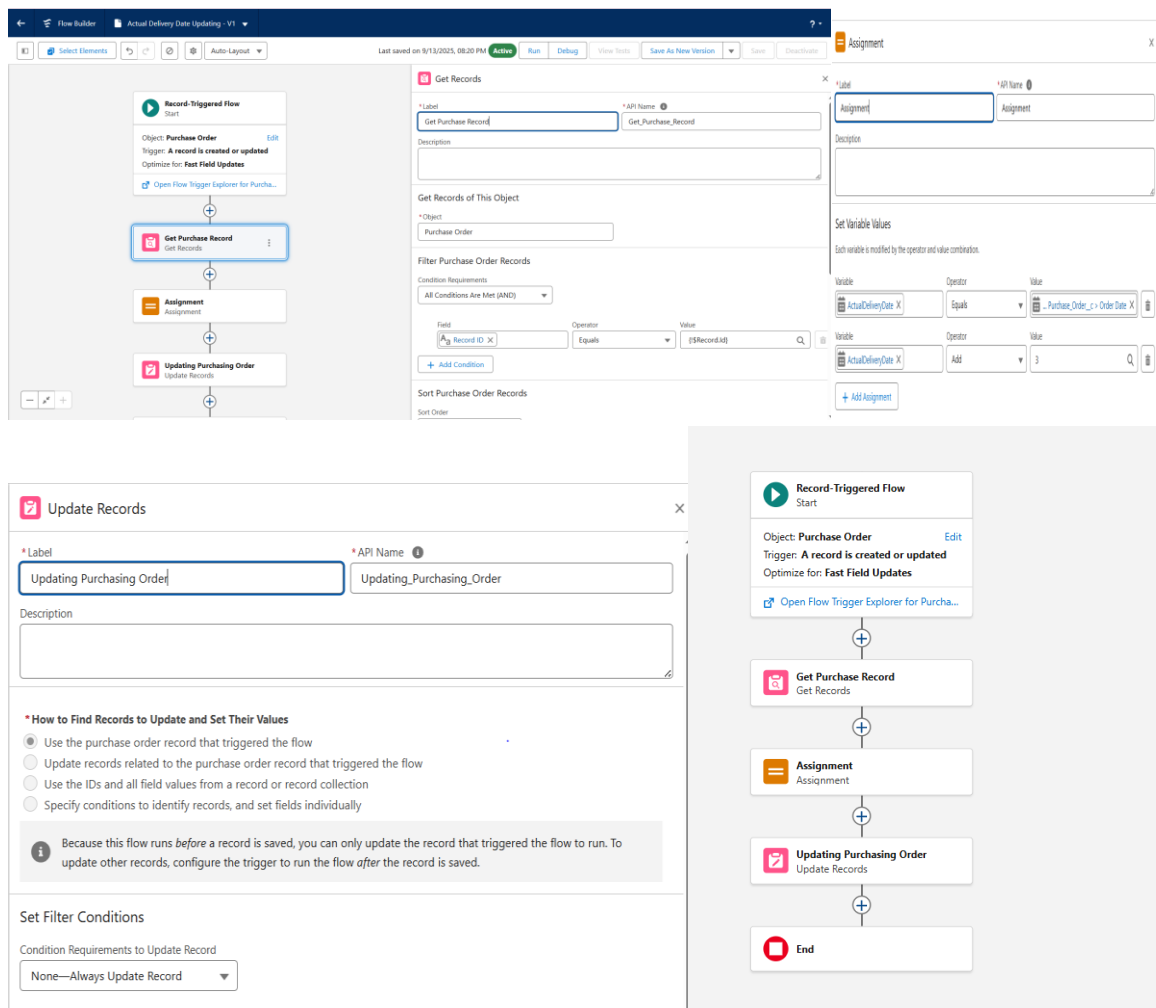 Flow Builder
Actual Delivery Date Updating - V1
?
Select Elements
Auto-Layout
Last saved on 9/13/2025, 08:20 PM
Active
Run
Debug
View Tests
Save As New Version
Save
Deactivate
Record-Triggered Flow
Start
Object: Purchase Order
Edit
Trigger: A record is created or updated
Optimize for: Fast Field Updates
Open Flow Trigger Explorer for Purcha...
Get Purchase Record
Get Records
Assignment
Assignment
Updating Purchasing Order
Update Records
Get Records
*Label
*API Name
Get Purchase Record
Get_Purchase_Record
Description
Get Records of This Object
*Object
Purchase Order
Filter Purchase Order Records
Condition Requirements
All Conditions Are Met (AND)
Field
Operator
Value
Record ID
Equals
{!$Record.Id}
+ Add Condition
Sort Purchase Order Records
Sort Order
Assignment
*Label
*API Name
Assignment
Assignment
Description
Set Variable Values
Each variable is modified by the operator and value combination.
Variable
Operator
Value
ActualDeliveryDate
Equals
... Purchase_Order__c > Order Date
Variable
Operator
Value
ActualDeliveryDate
Add
3
+ Add Assignment
Update Records
*Label
*API Name
Updating Purchasing Order
Updating_Purchasing_Order
Description
*How to Find Records to Update and Set Their Values
Use the purchase order record that triggered the flow
Update records related to the purchase order record that triggered the flow
Use the IDs and all field values from a record or record collection
Specify conditions to identify records, and set fields individually
Because this flow runs before a record is saved, you can only update the record that triggered the flow to run. To
update other records, configure the trigger to run the flow after the record is saved.
Set Filter Conditions
Condition Requirements to Update Record
None—Always Update Record
Record-Triggered Flow
Start
Object: Purchase Order
Edit
Trigger: A record is created or updated
Optimize for: Fast Field Updates
Open Flow Trigger Explorer for Purcha...
Get Purchase Record
Get Records
Assignment
Assignment
Updating Purchasing Order
Update Records
End